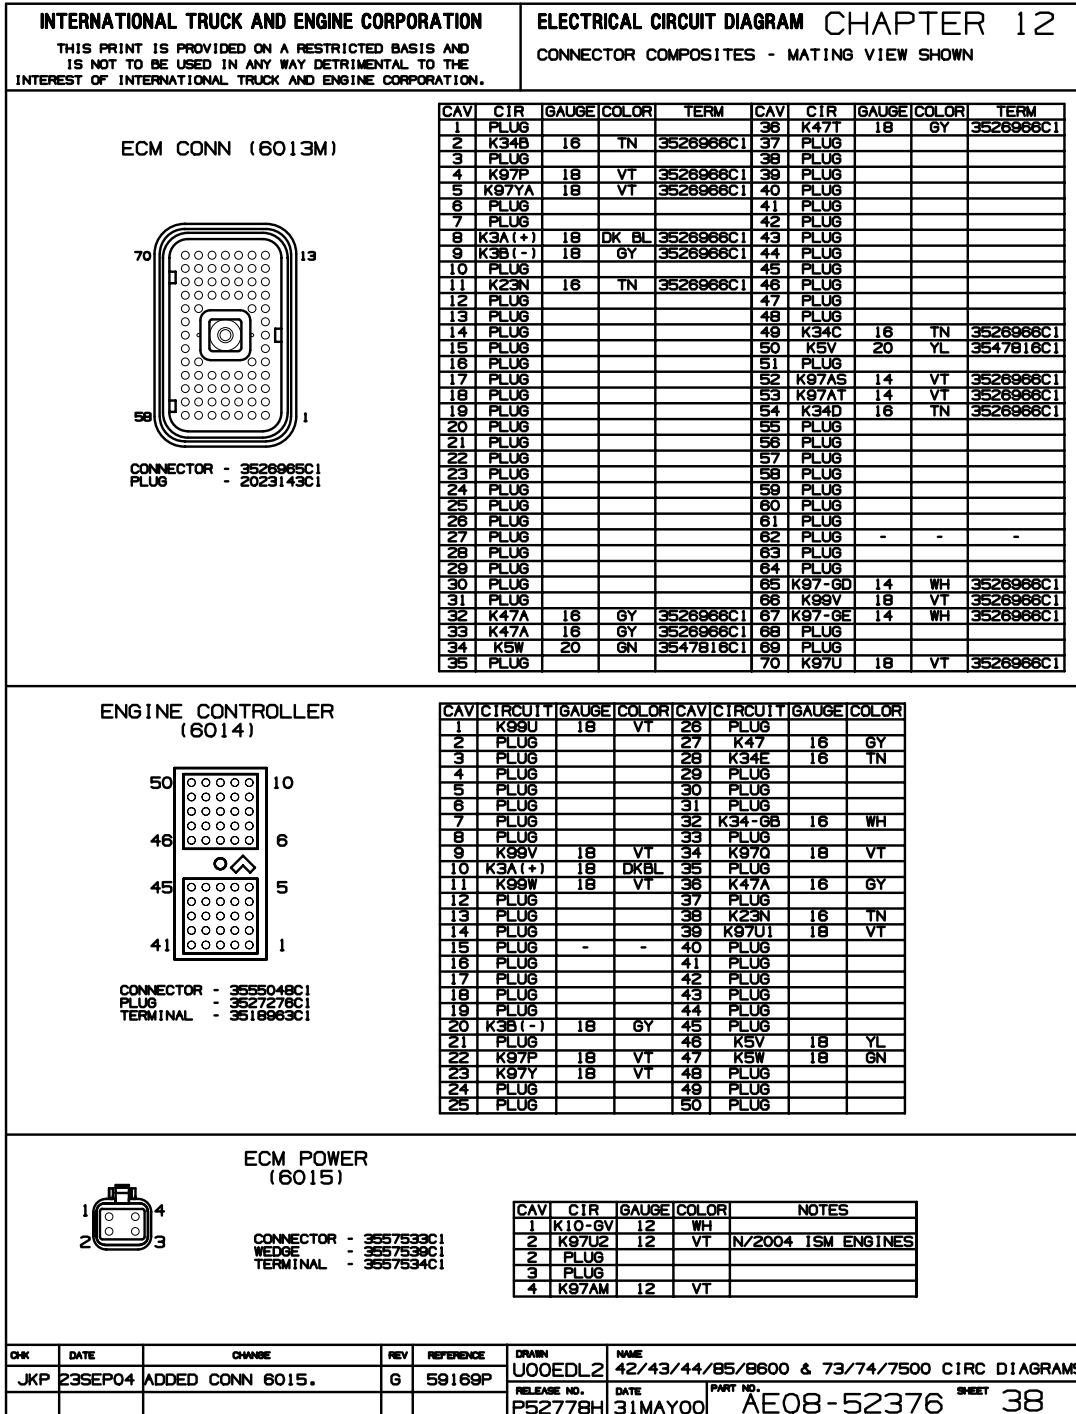 INTERNATIONAL TRUCK AND ENGINE CORPORATION
THIS PRINT IS PROVIDED ON A RESTRICTED BASIS AND
IS NOT TO BE USED IN ANY WAY DETRIMENTAL TO THE
INTEREST OF INTERNATIONAL TRUCK AND ENGINE CORPORATION.
ELECTRICAL CIRCUIT DIAGRAM CHAPTER 12
CONNECTOR COMPOSITES - MATING VIEW SHOWN
ECM CONN (6013M)
70 13
58 1
CONNECTOR - 3526965C1
PLUG - 2023143C1
CAV CIR GAUGE COLOR TERM CAV CIR GAUGE COLOR TERM
1 PLUG 36 K47T 18 GY 3526966C1
2 K34B 16 TN 3526966C1 37 PLUG
3 PLUG 38 PLUG
4 K97P 18 VT 3526966C1 39 PLUG
5 K97YA 18 VT 3526966C1 40 PLUG
6 PLUG 41 PLUG
7 PLUG 42 PLUG
8 K3A(+) 18 DK BL 3526966C1 43 PLUG
9 K3B(-) 18 GY 3526966C1 44 PLUG
10 PLUG 45 PLUG
11 K23N 16 TN 3526966C1 46 PLUG
12 PLUG 47 PLUG
13 PLUG 48 PLUG
14 PLUG 49 K34C 16 TN 3526966C1
15 PLUG 50 K5V 20 YL 3547816C1
16 PLUG 51 PLUG
17 PLUG 52 K97AS 14 VT 3526966C1
18 PLUG 53 K97AT 14 VT 3526966C1
19 PLUG 54 K34D 16 TN 3526966C1
20 PLUG 55 PLUG
21 PLUG 56 PLUG
22 PLUG 57 PLUG
23 PLUG 58 PLUG
24 PLUG 59 PLUG
25 PLUG 60 PLUG
26 PLUG 61 PLUG
27 PLUG 62 PLUG - - -
28 PLUG 63 PLUG
29 PLUG 64 PLUG
30 PLUG 65 K97-GD 14 WH 3526966C1
31 PLUG 66 K99V 18 VT 3526966C1
32 K47A 16 GY 3526966C1 67 K97-GE 14 WH 3526966C1
33 K47A 16 GY 3526966C1 68 PLUG
34 K5W 20 GN 3547816C1 69 PLUG
35 PLUG 70 K97U 18 VT 3526966C1
ENGINE CONTROLLER
(6014)
50 10
46 6
45 5
41 1
CONNECTOR - 3555048C1
PLUG - 3527276C1
TERMINAL - 3518963C1
CAV CIRCUIT GAUGE COLOR CAV CIRCUIT GAUGE COLOR
1 K99U 18 VT 26 PLUG
2 PLUG 27 K47 16 GY
3 PLUG 28 K34E 16 TN
4 PLUG 29 PLUG
5 PLUG 30 PLUG
6 PLUG 31 PLUG
7 PLUG 32 K34-GB 16 WH
8 PLUG 33 PLUG
9 K99V 18 VT 34 K97Q 18 VT
10 K3A(+) 18 DKBL 35 PLUG
11 K99W 18 VT 36 K47A 16 GY
12 PLUG 37 PLUG
13 PLUG 38 K23N 16 TN
14 PLUG 39 K97U1 18 VT
15 PLUG - - 40 PLUG
16 PLUG 41 PLUG
17 PLUG 42 PLUG
18 PLUG 43 PLUG
19 PLUG 44 PLUG
20 K3B(-) 18 GY 45 PLUG
21 PLUG 46 K5V 18 YL
22 K97P 18 VT 47 K5W 18 GN
23 K97Y 18 VT 48 PLUG
24 PLUG 49 PLUG
25 PLUG 50 PLUG
ECM POWER
(6015)
1 4
2 3
CONNECTOR - 3557533C1
WEDGE - 3557539C1
TERMINAL - 3557534C1
CAV CIR GAUGE COLOR NOTES
1 K10-GV 12 WH
2 K97U2 12 VT N/2004 ISM ENGINES
2 PLUG
3 PLUG
4 K97AM 12 VT
CHK DATE CHANGE REV REFERENCE
JKP 23SEP04 ADDED CONN 6015. G 59169P
DRAWN U00EDL2
NAME 42/43/44/85/8600 & 73/74/7500 CIRC DIAGRAMS
RELEASE NO. P52778H
DATE 31MAY00
PART NO. AE08-52376
SHEET 38